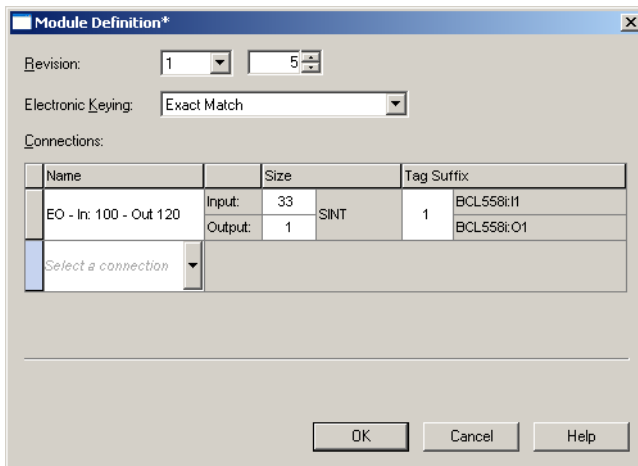 Module Definition*
Revision: 1 5
Electronic Keying: Exact Match
Connections:
Name Size Tag Suffix
EO - In: 100 - Out 120 Input: 33 SINT 1 BCL558i:I1
Output: 1 BCL558i:O1
Select a connection
OK Cancel Help